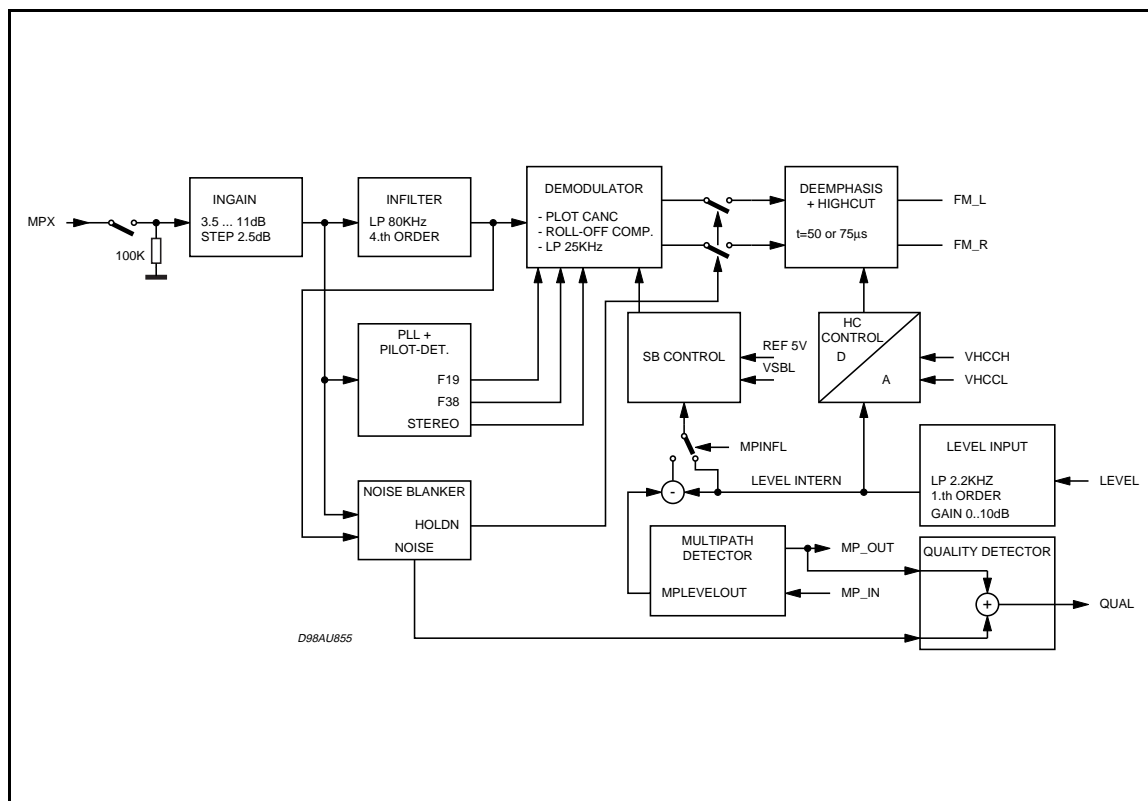 MPX
100K
INGAIN
3.5 ... 11dB
STEP 2.5dB
INFILTER
LP 80KHz
4.th ORDER
DEMODULATOR
- PLOT CANC
- ROLL-OFF COMP.
- LP 25KHz
DEEMPHASIS
+ HIGHCUT
t=50 or 75µs
FM_L
FM_R
PLL +
PILOT-DET.
F19
F38
STEREO
SB CONTROL
REF 5V
VSBL
HC
CONTROL
D
A
VHCCH
VHCCL
MPINFL
LEVEL INTERN
LEVEL INPUT
LP 2.2KHZ
1.th ORDER
GAIN 0..10dB
LEVEL
NOISE BLANKER
HOLDN
NOISE
-
MULTIPATH
DETECTOR
MPLEVELOUT
MP_OUT
MP_IN
QUALITY DETECTOR
+
QUAL
D98AU855